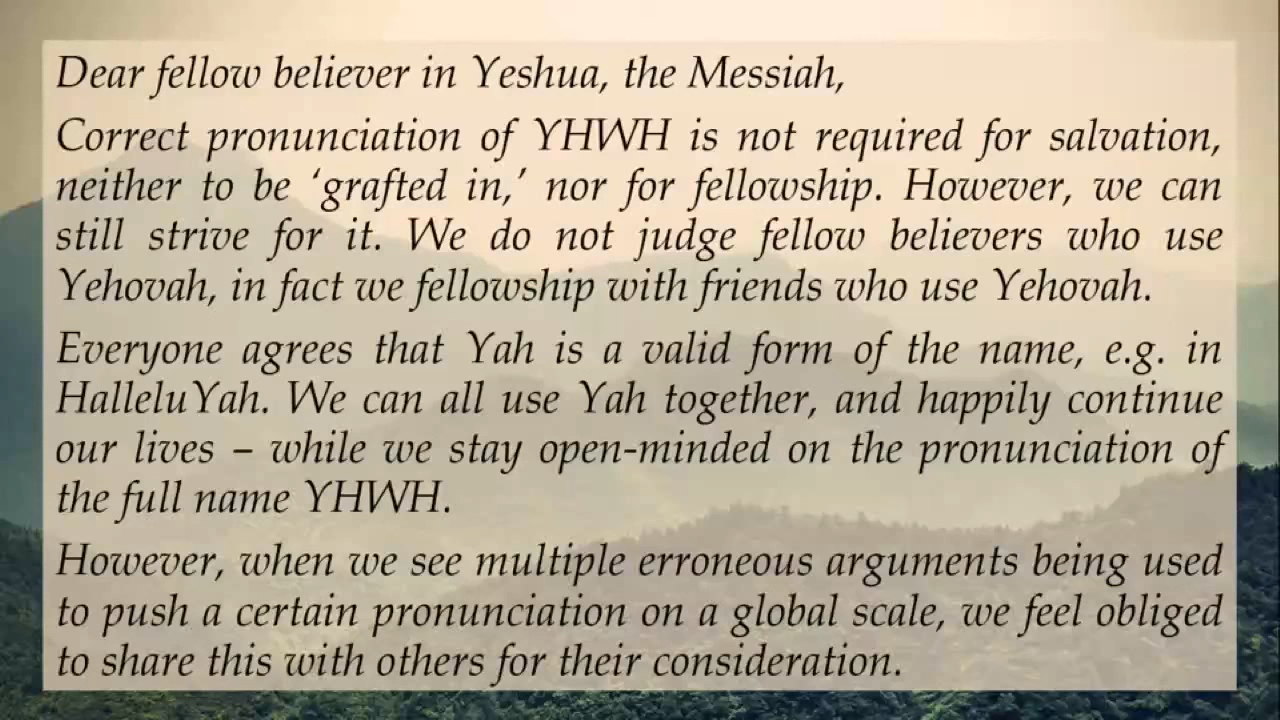 Dear fellow believer in Yeshua, the Messiah,
Correct pronunciation of YHWH is not required for salvation,
neither to be ‘grafted in,’ nor for fellowship. However, we can
still strive for it. We do not judge fellow believers who use
Yehovah, in fact we fellowship with friends who use Yehovah.
Everyone agrees that Yah is a valid form of the name, e.g. in
HalleluYah. We can all use Yah together, and happily continue
our lives – while we stay open-minded on the pronunciation of
the full name YHWH.
However, when we see multiple erroneous arguments being used
to push a certain pronunciation on a global scale, we feel obliged
to share this with others for their consideration.